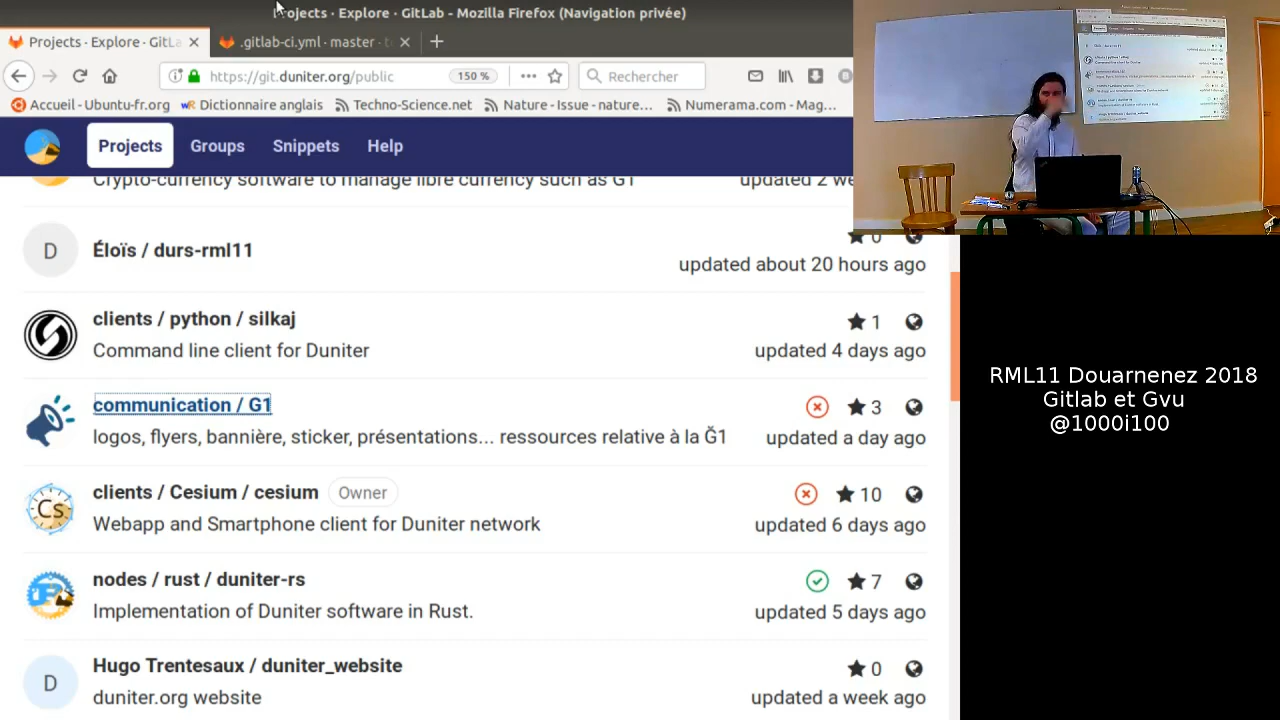 Projects · Explore · GitLab - Mozilla Firefox (Navigation privée)
Projects · Explore · GitLa
.gitlab-ci.yml · master · t
https://git.duniter.org/public
150 %
Rechercher
Accueil - Ubuntu-fr.org
wR Dictionnaire anglais
Techno-Science.net
Nature - Issue - nature…
Numerama.com - Mag…
Projects
Groups
Snippets
Help
Crypto-currency software to manage libre currency such as Ğ1
updated 2 we
D
Éloïs / durs-rml11
0
updated about 20 hours ago
clients / python / silkaj
1
Command line client for Duniter
updated 4 days ago
communication / G1
3
logos, flyers, bannière, sticker, présentations... ressources relative à la Ğ1
updated a day ago
Cs
clients / Cesium / cesium
Owner
10
Webapp and Smartphone client for Duniter network
updated 6 days ago
nodes / rust / duniter-rs
7
Implementation of Duniter software in Rust.
updated 5 days ago
D
Hugo Trentesaux / duniter_website
0
duniter.org website
updated a week ago
RML11 Douarnenez 2018
Gitlab et Gvu
@1000i100